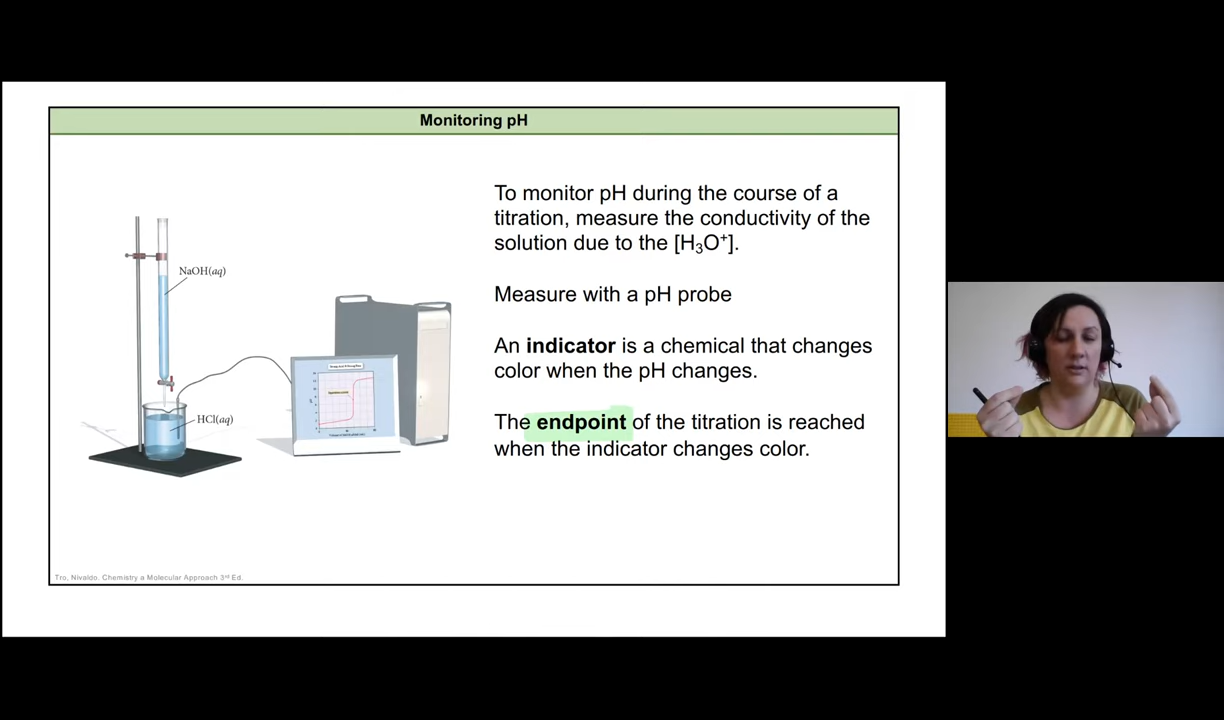 Monitoring pH
To monitor pH during the course of a
titration, measure the conductivity of the
solution due to the [H₃O⁺].
Measure with a pH probe
An indicator is a chemical that changes
color when the pH changes.
The endpoint of the titration is reached
when the indicator changes color.
NaOH(aq)
HCl(aq)
Tro, Nivaldo. Chemistry a Molecular Approach 3rd Ed.